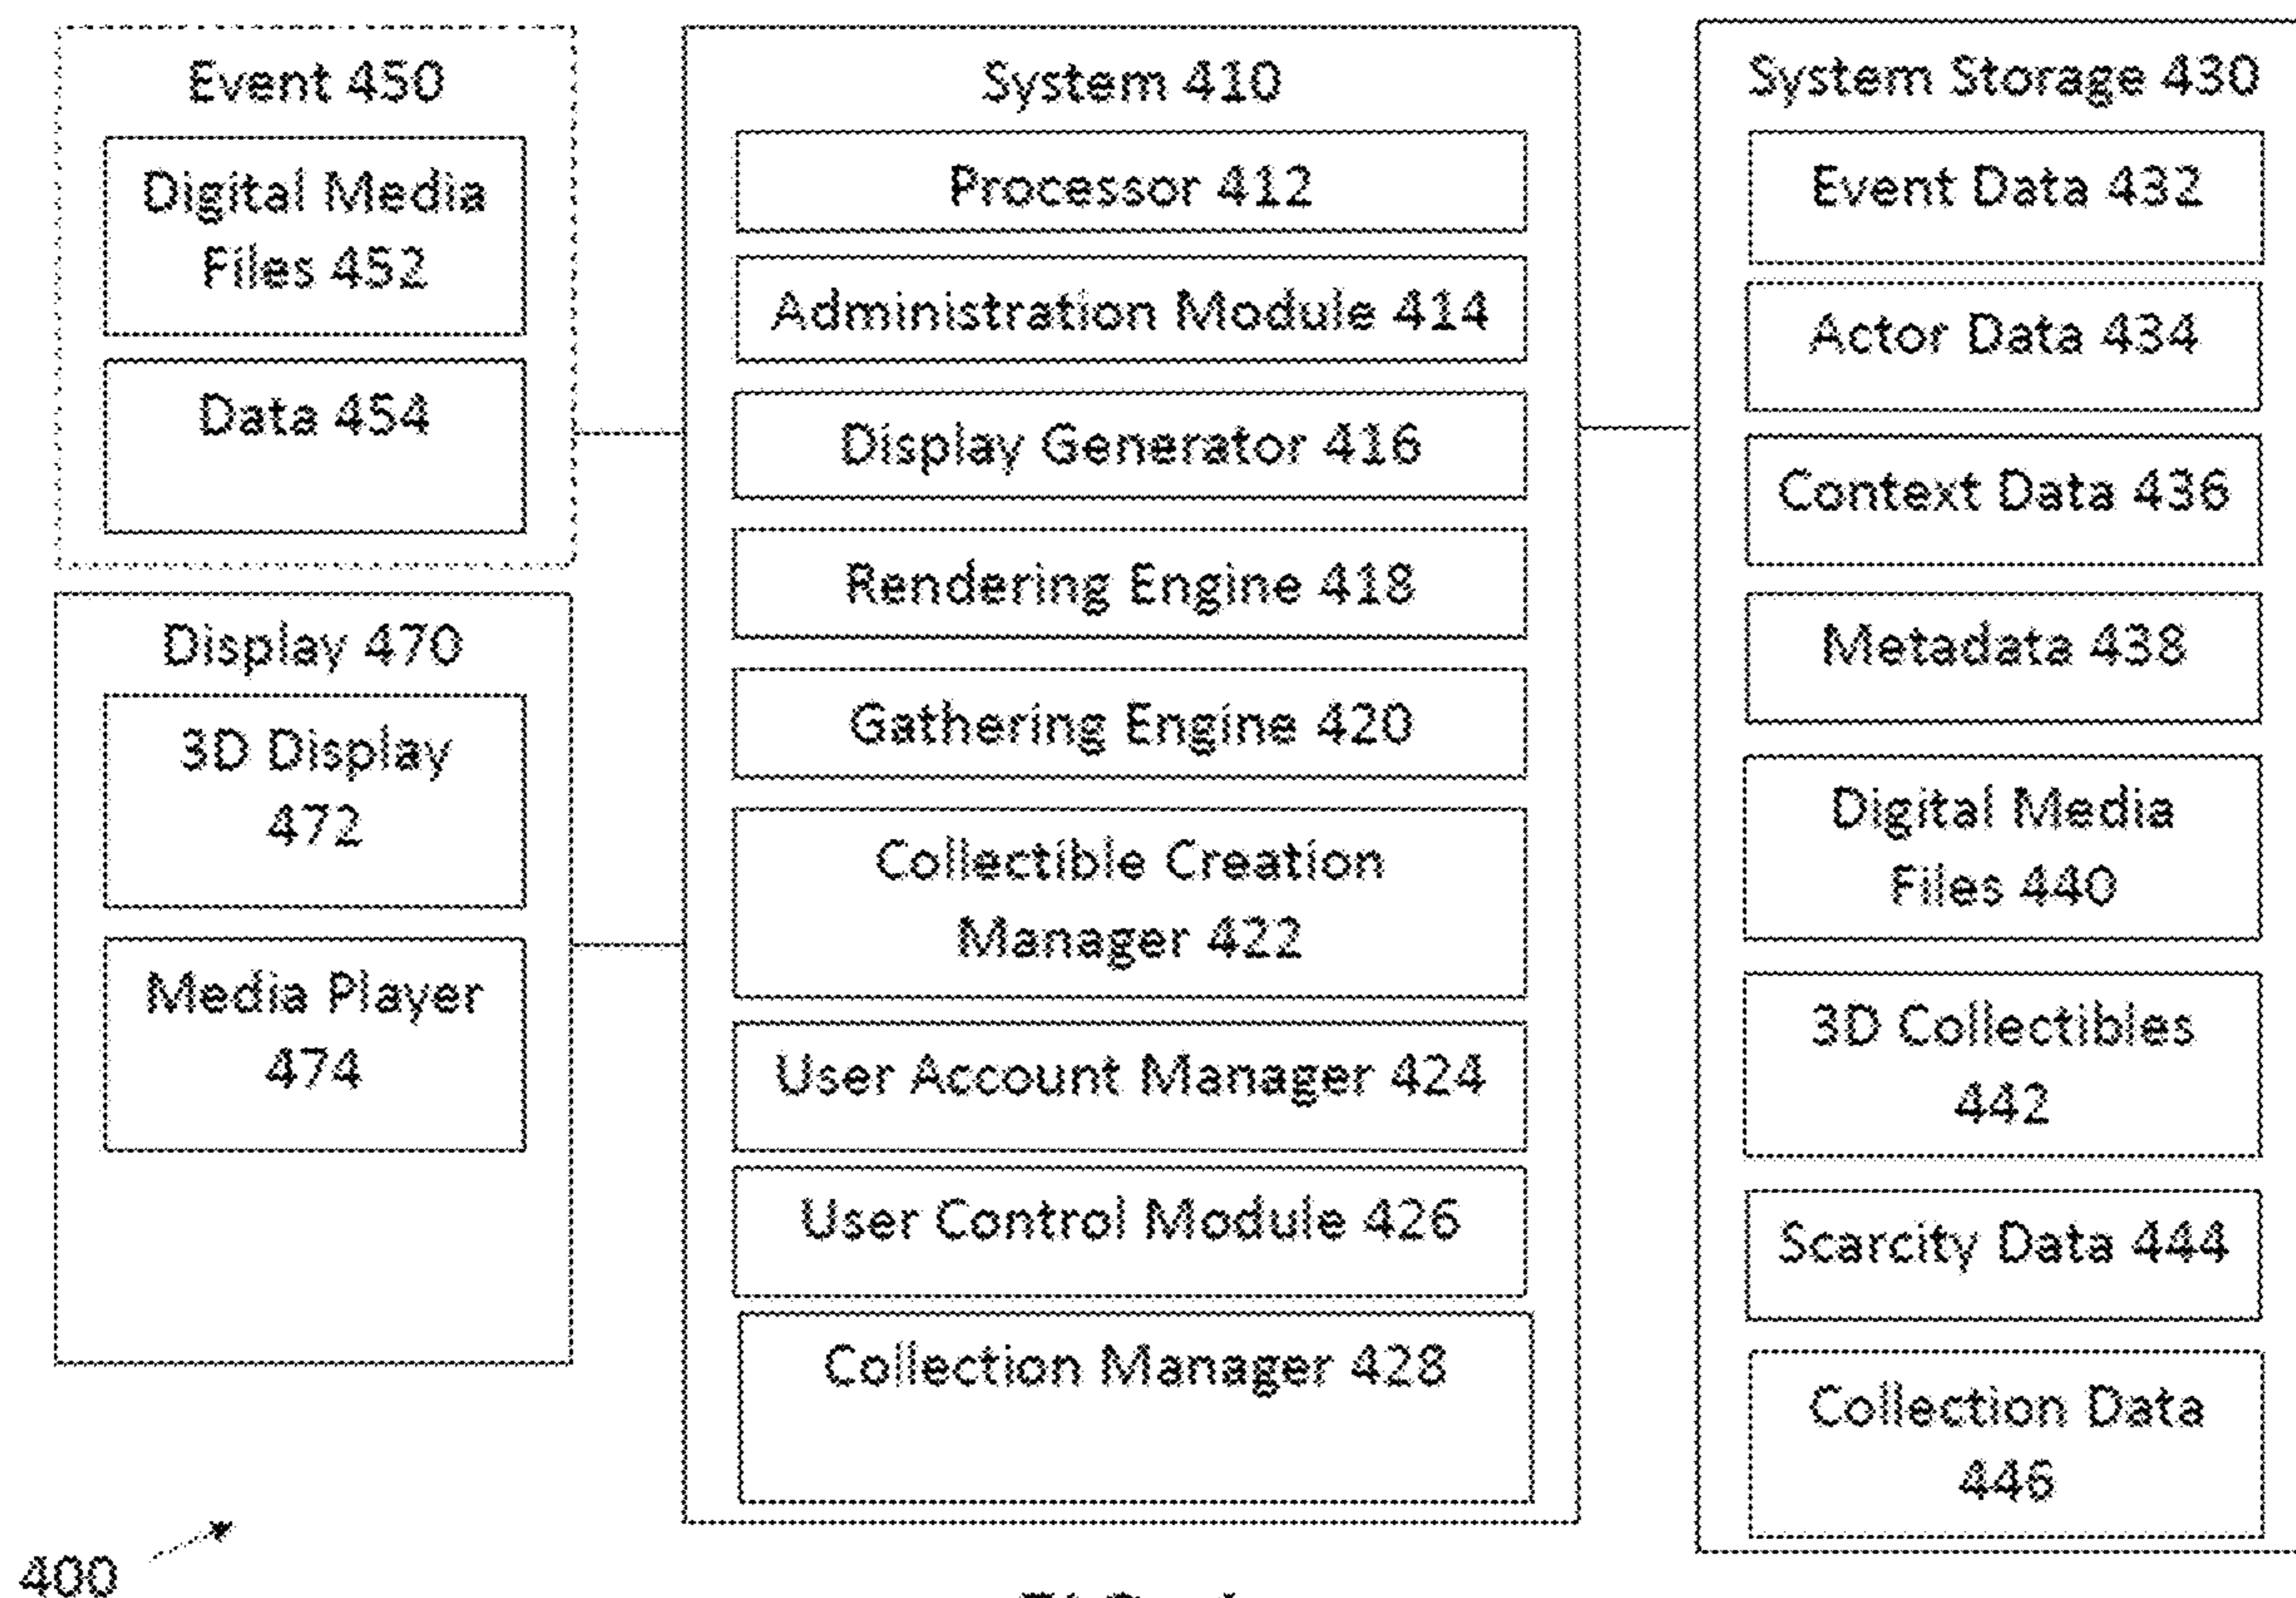 Event 450
Digital Media
Files 452
Data 454
Display 470
3D Display
472
Media Player
474
System 410
Processor 412
Administration Module 414
Display Generator 416
Rendering Engine 418
Gathering Engine 420
Collectible Creation
Manager 422
User Account Manager 424
User Control Module 426
Collection Manager 428
System Storage 430
Event Data 432
Actor Data 434
Context Data 436
Metadata 438
Digital Media
Files 440
3D Collectibles
442
Scarcity Data 444
Collection Data
446
400